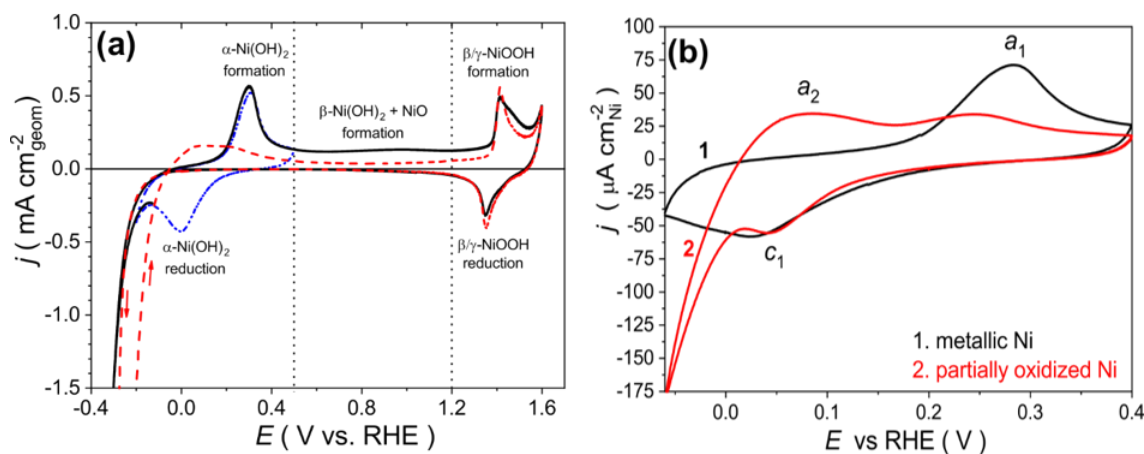 (a)
1.0
0.5
0.0
-0.5
-1.0
-1.5
j ( mA cm⁻²geom )
α-Ni(OH)₂
formation
β-Ni(OH)₂ + NiO
formation
β/γ-NiOOH
formation
α-Ni(OH)₂
reduction
β/γ-NiOOH
reduction
-0.4 0.0 0.4 0.8 1.2 1.6
E ( V vs. RHE )
(b)
100
75
50
25
0
-25
-50
-75
-100
-125
-150
-175
j ( μA cm⁻²Ni )
a₁
a₂
1
2
c₁
1. metallic Ni
2. partially oxidized Ni
0.0 0.1 0.2 0.3 0.4
E vs RHE ( V )